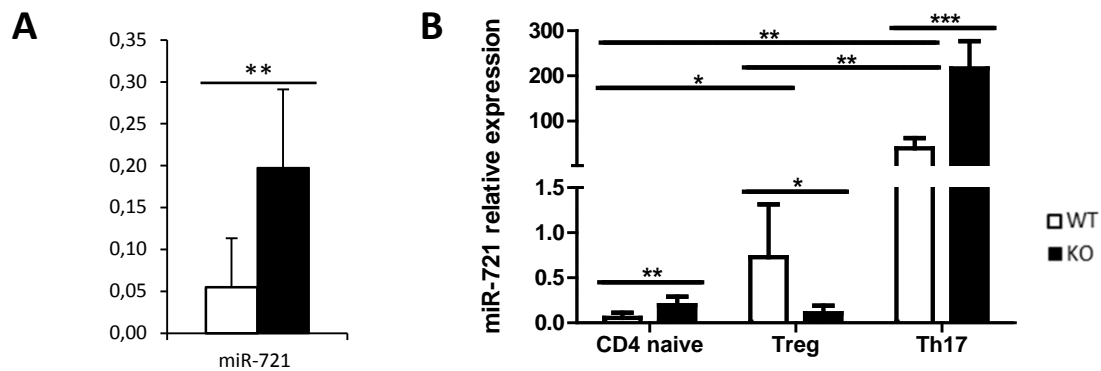 A
0,35
0,30
0,25
0,20
0,15
0,10
0,05
0,00
**
miR-721
B
miR-721 relative expression
300
200
100
1.5
1.0
0.5
0.0
***
**
**
*
*
**
CD4 naive
Treg
Th17
WT
KO